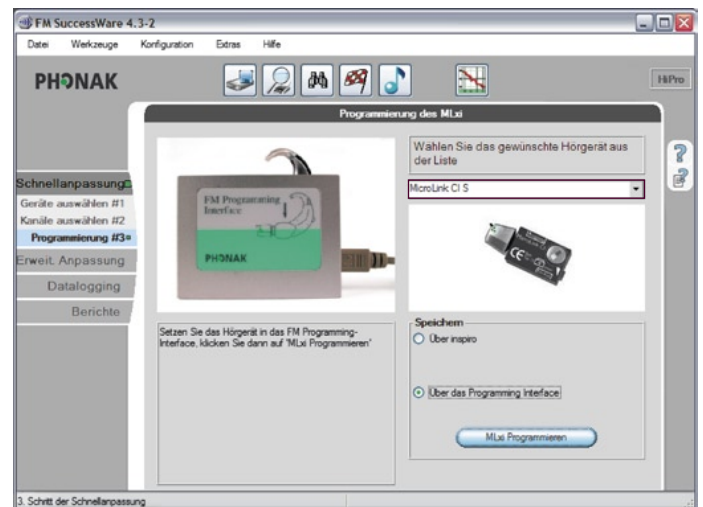 FM SuccessWare 4.3-2
Datei Werkzeuge Konfiguration Extras Hilfe
PHONAK
HiPro
Programmierung des MLxi
Schnellanpassung
Geräte auswählen #1
Kanäle auswählen #2
Programmierung #3
Erweit. Anpassung
Datalogging
Berichte
FM Programming
Interface
PHONAK
Setzen Sie das Hörgerät in das FM Programming-
Interface, klicken Sie dann auf 'MLxi Programmieren'
Wählen Sie das gewünschte Hörgerät aus
der Liste
MicroLink CI S
MicroLink CI S
CE
Speichern
Über inspiro
Über das Programming Interface
MLxi Programmieren
3. Schritt der Schnellanpassung